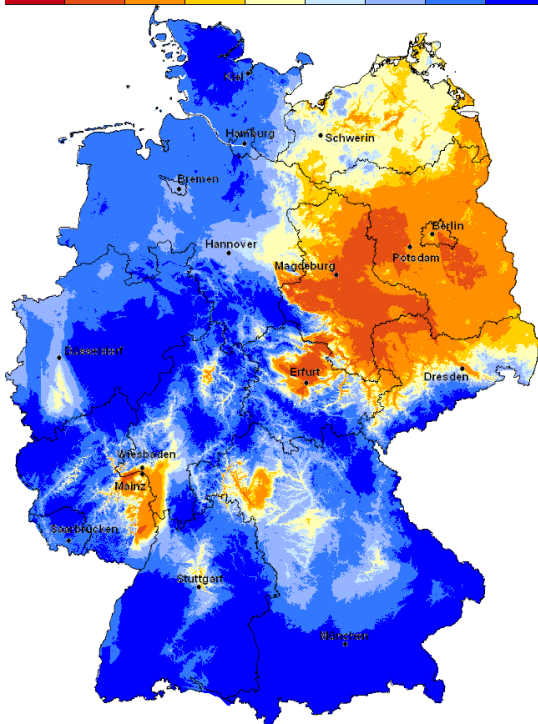 Kiel
Hamburg
Schwerin
Bremen
Berlin
Hannover
Potsdam
Magdeburg
Düsseldorf
Erfurt
Dresden
Wiesbaden
Mainz
Saarbrücken
Stuttgart
München